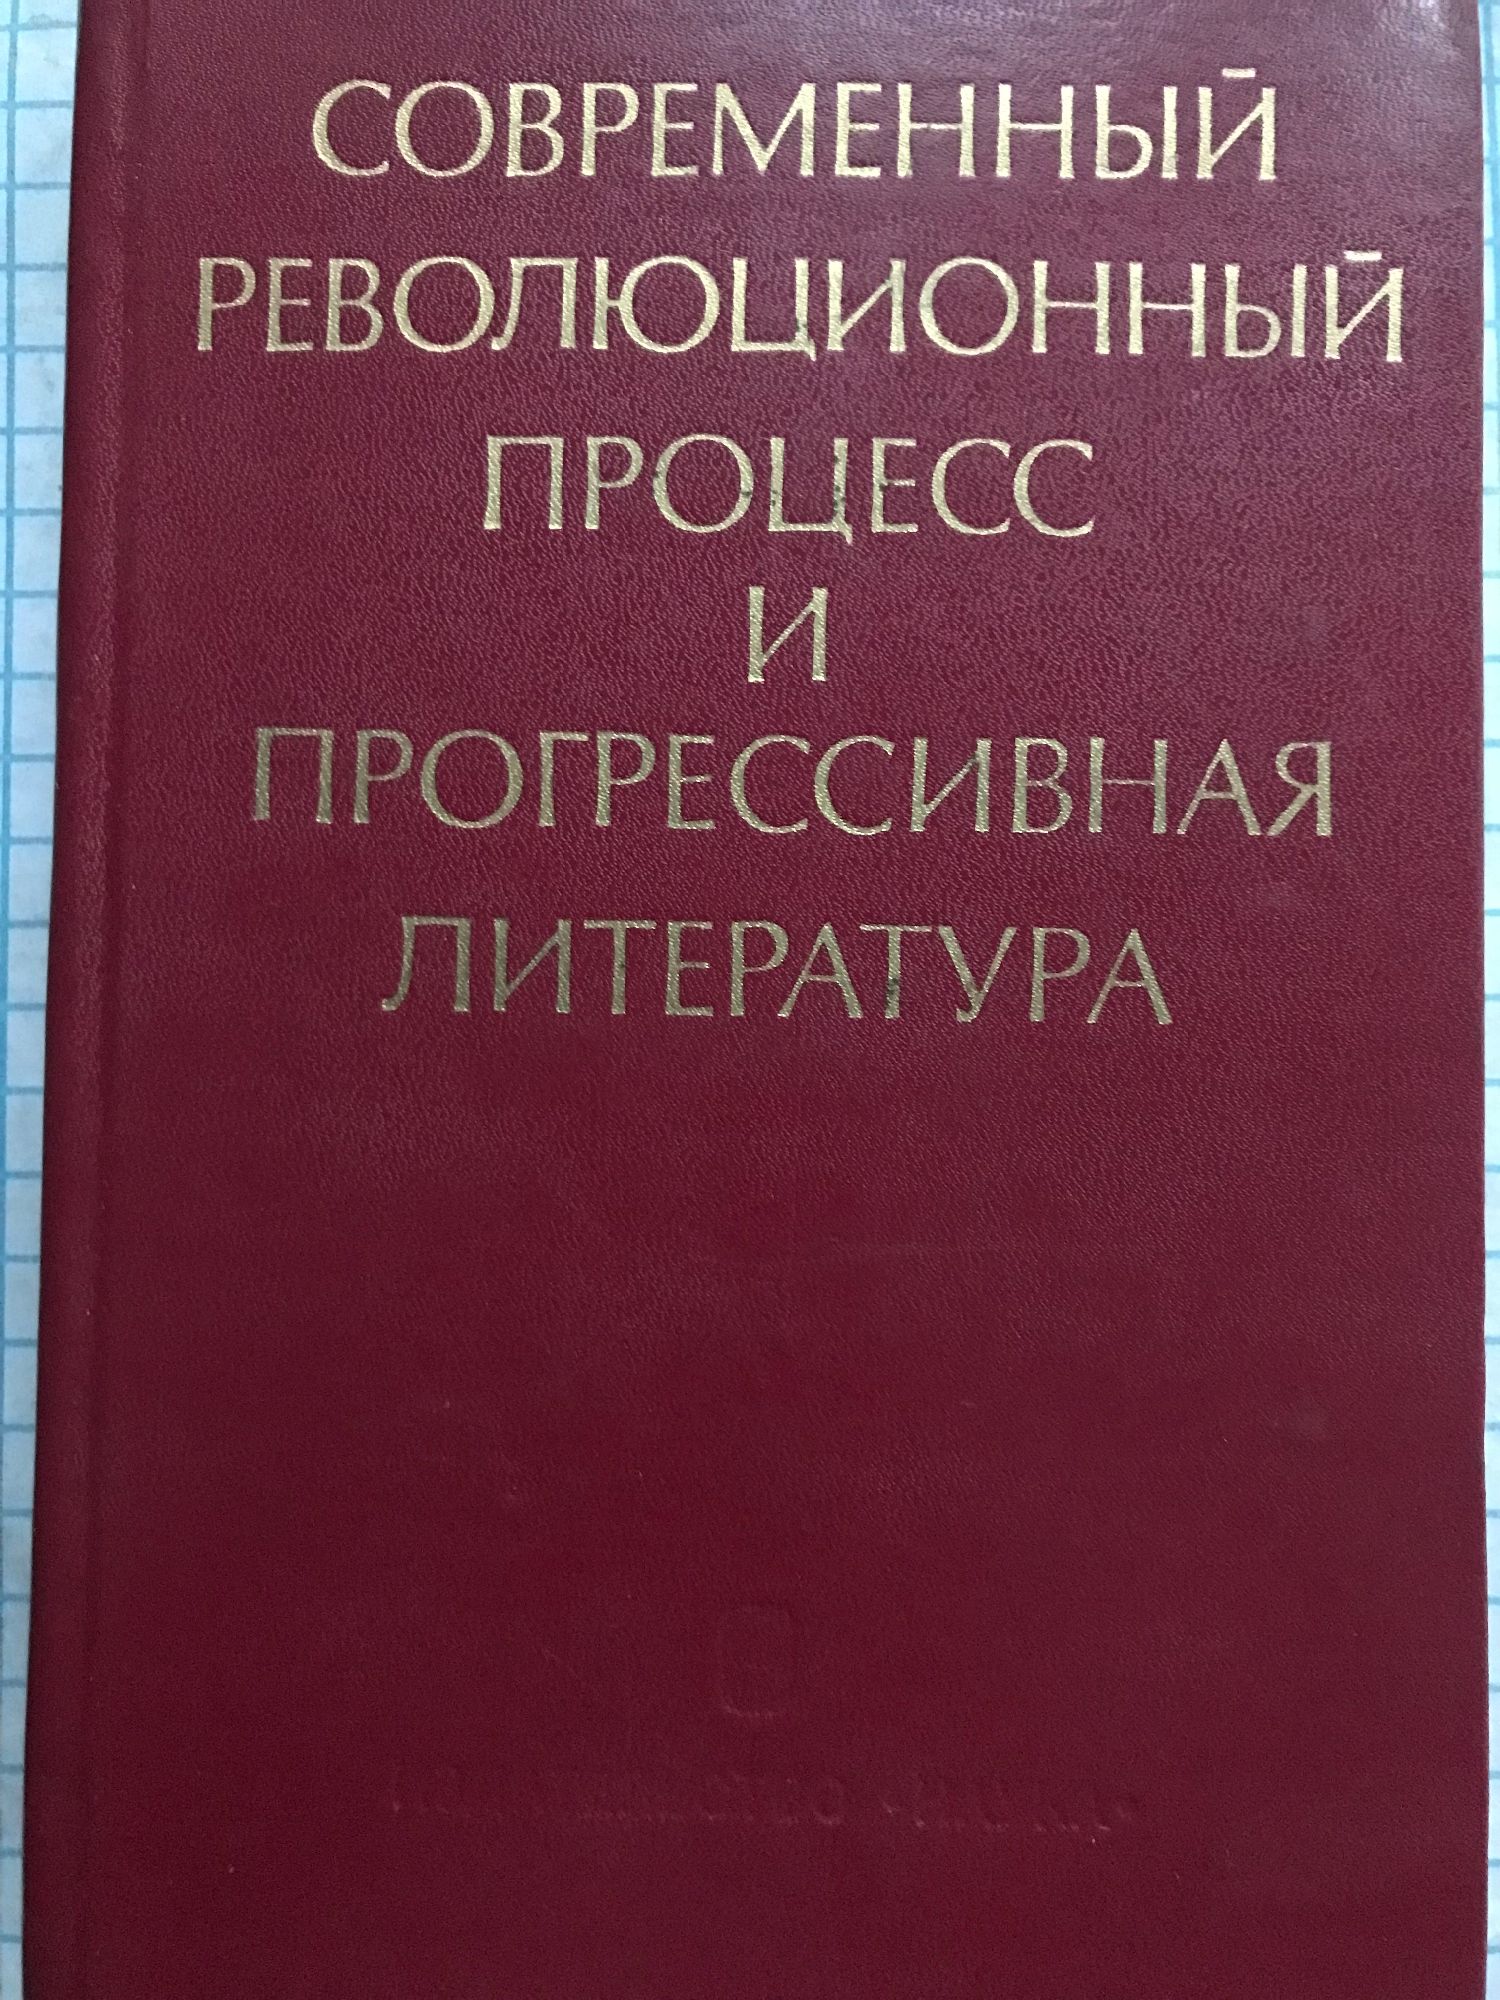 СОВРЕМЕННЫЙ
РЕВОЛЮЦИОННЫЙ
ПРОЦЕСС
И
ПРОГРЕССИВНАЯ
ЛИТЕРАТУРА